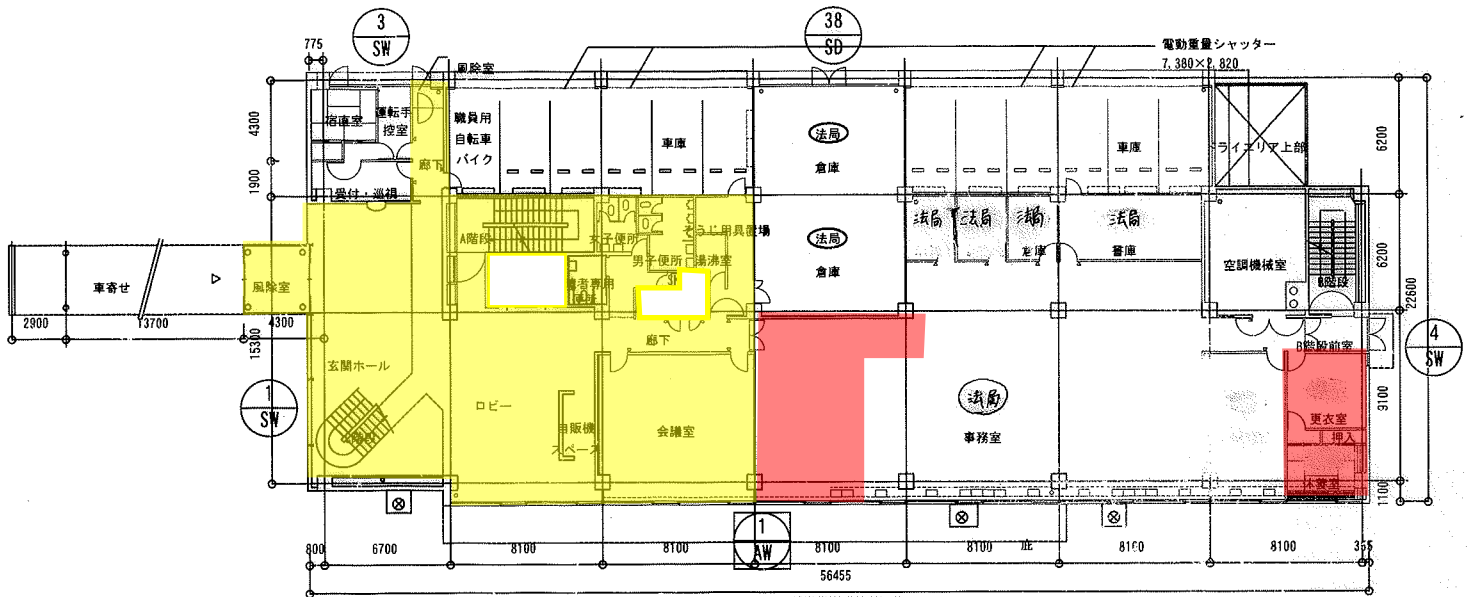 3
SW
38
SD
775
電動重量シャッター
7,380×2,820
風除室
宿直室
運転手
控室
職員用
自転車
バイク
車庫
法局
倉庫
車庫
ドライエリア上部
4300
6200
廊下
1900
受付・巡視
A階段
女子便所
そうじ用具置場
法局
倉庫
法局
法局
法局
法局
書庫
空調機械室
B階段
6200
22600
男子便所
湯沸室
車寄せ
風除室
2900
13700
4300
15300
廊下
B階段前室
4
SW
玄関ホール
1
SW
ロビー
自販機
スペース
会議室
法局
事務室
更衣室
押入
休養室
9100
1100
1
AW
800
6700
8100
8100
8100
8100
庇
8100
8100
355
56455